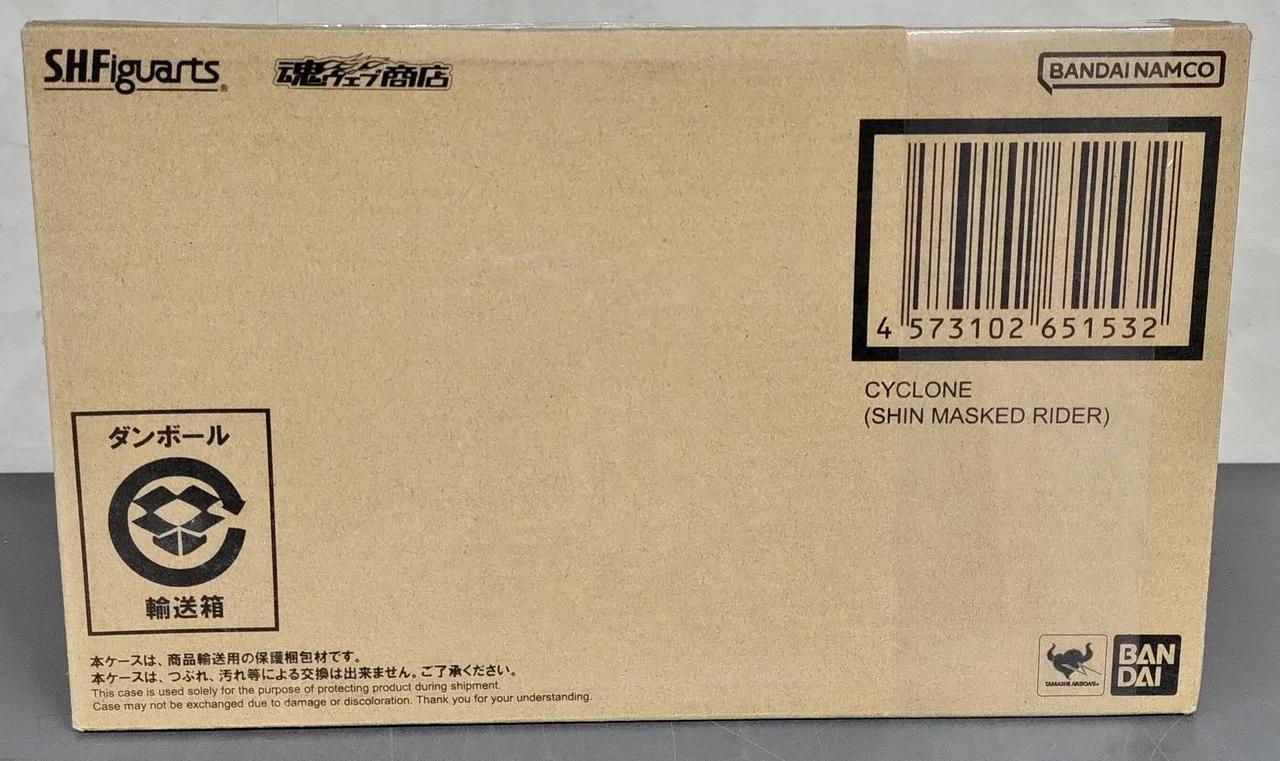 S.H.Figuarts®
魂ウェブ商店
BANDAI NAMCO
4 573102 651532
CYCLONE
(SHIN MASKED RIDER)
ダンボール
輸送箱
本ケースは、商品輸送用の保護梱包材です。
本ケースは、つぶれ、汚れ等による交換は出来ません。ご了承ください。
This case is used solely for the purpose of protecting product during shipment.
Case may not be exchanged due to damage or discoloration. Thank you for your understanding.
TAMASHII NATIONS
BAN
DAI